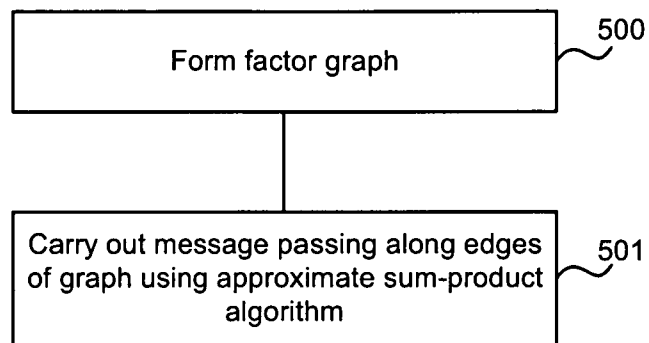 500
Form factor graph
Carry out message passing along edges
of graph using approximate sum-product
algorithm
501